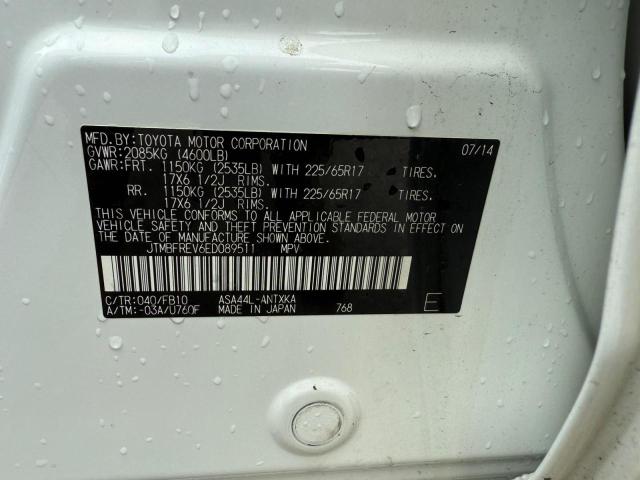 MFD.BY:TOYOTA MOTOR CORPORATION 07/14
GVWR:2085KG (4600LB)
GAWR:FRT. 1150KG (2535LB) WITH 225/65R17 TIRES.
17X6 1/2J RIMS.
RR. 1150KG (2535LB) WITH 225/65R17 TIRES.
17X6 1/2J RIMS.
THIS VEHICLE CONFORMS TO ALL APPLICABLE FEDERAL MOTOR
VEHICLE SAFETY AND THEFT PREVENTION STANDARDS IN EFFECT ON THE
DATE OF MANUFACTURE SHOWN ABOVE.
JTMBFREV6ED089511 MPV
C/TR:040/FB10 ASA44L-ANTXKA
A/TM:-03A/U760F MADE IN JAPAN 768 E